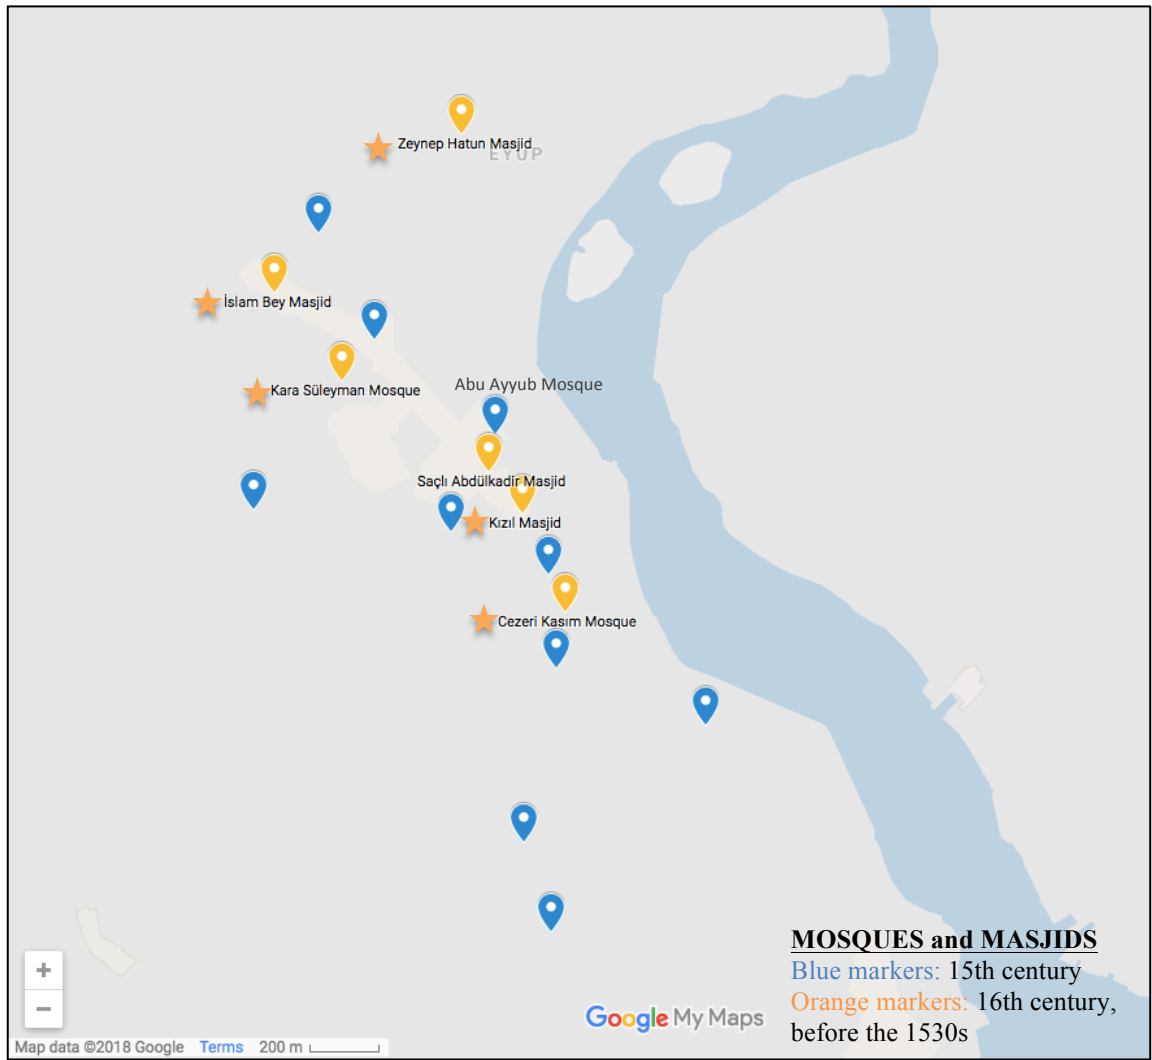 Zeynep Hatun Masjid
EYÜP
İslam Bey Masjid
Kara Süleyman Mosque
Abu Ayyub Mosque
Saçlı Abdülkadir Masjid
Kızıl Masjid
Cezeri Kasım Mosque
MOSQUES and MASJIDS
Blue markers: 15th century
Orange markers: 16th century,
before the 1530s
+
−
Google My Maps
Map data ©2018 Google Terms 200 m